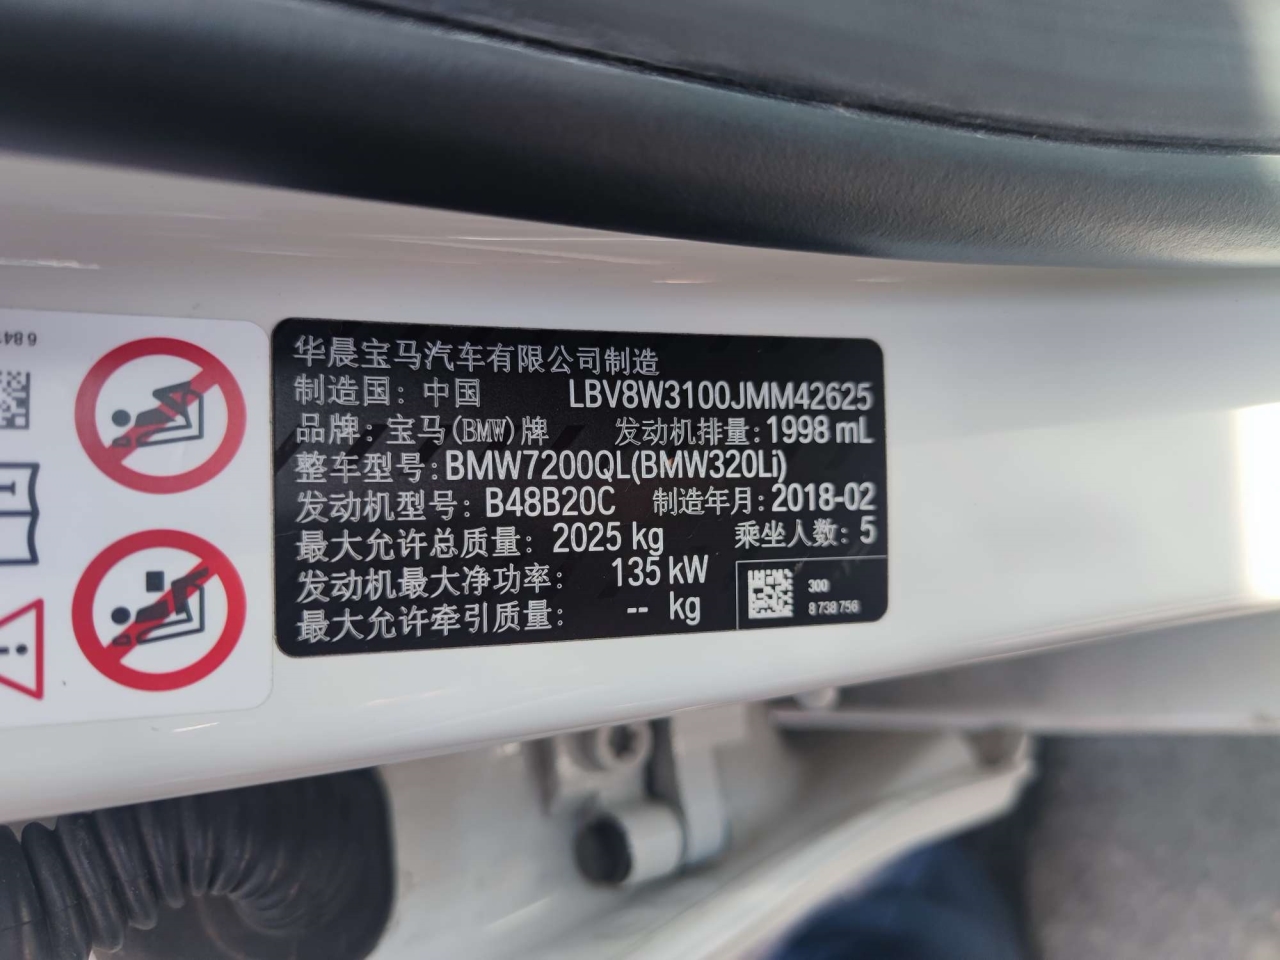 华晨宝马汽车有限公司制造
制造国: 中国 LBV8W3100JMM42625
品牌: 宝马(BMW)牌 发动机排量: 1998 mL
整车型号: BMW7200QL(BMW320Li)
发动机型号: B48B20C 制造年月: 2018-02
最大允许总质量: 2025 kg 乘坐人数: 5
发动机最大净功率: 135 kW
最大允许牵引质量: -- kg
300
8 738 756